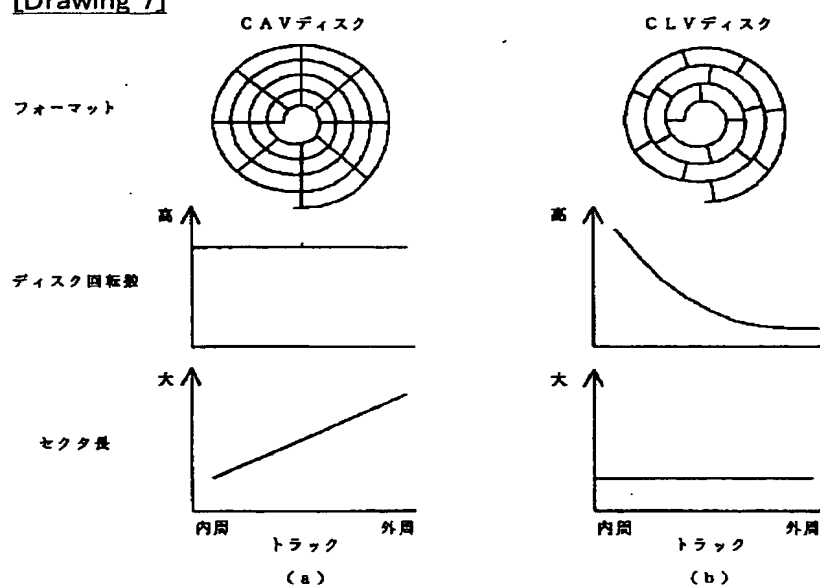 [Drawing 7]
CAVディスク
CLVディスク
フォーマット
高
高
ディスク回転数
大
大
セクタ長
内周
外周
内周
外周
トラック
トラック
(a)
(b)